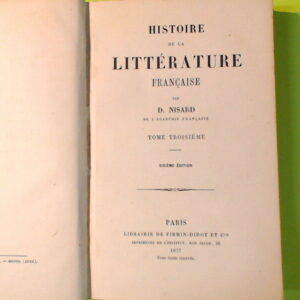 HISTOIRE
DE LA
LITTÉRATURE
FRANÇAISE
PAR
D. NISARD
DE L'ACADÉMIE FRANÇAISE
TOME TROISIÈME
SIXIÈME ÉDITION
PARIS
LIBRAIRIE DE FIRMIN-DIDOT ET Cie
IMPRIMEURS DE L'INSTITUT, RUE JACOB, 56
1877
Tous droits réservés.